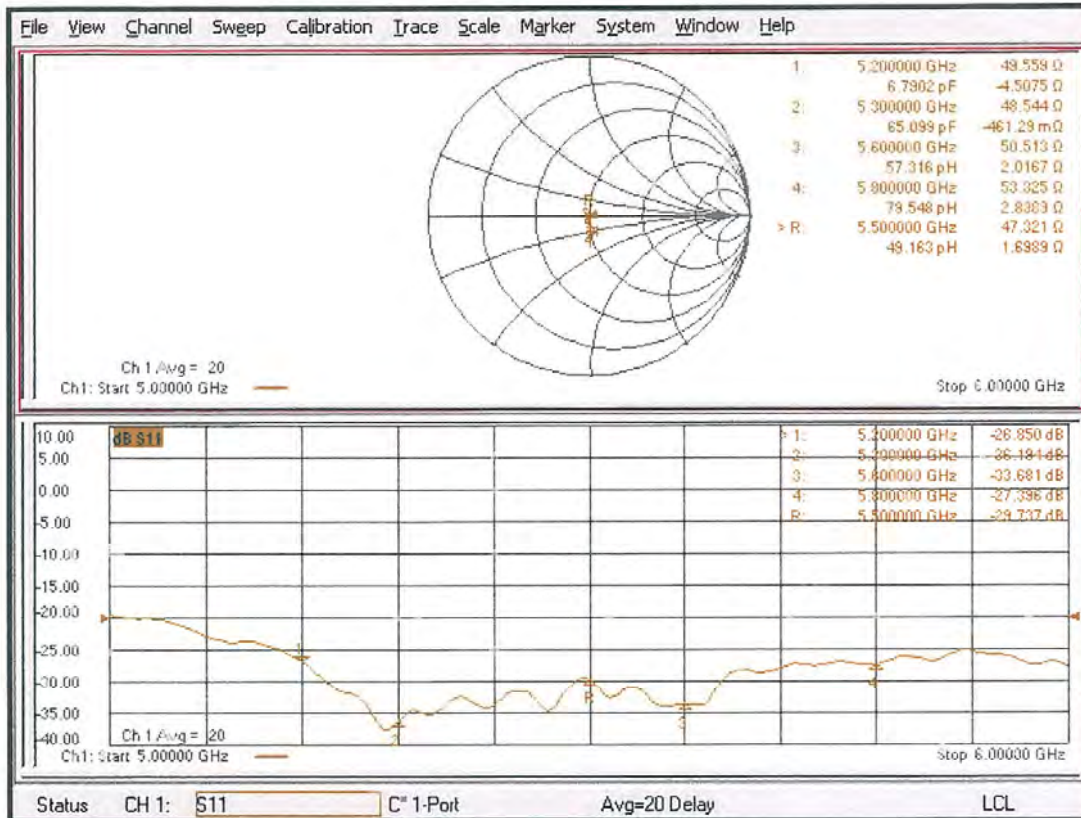 File View Channel Sweep Calibration Trace Scale Marker System Window Help
1: 5.200000 GHz 49.559 Ω
6.7902 pF -4.5075 Ω
2: 5.300000 GHz 48.544 Ω
65.099 pF -461.29 mΩ
3: 5.600000 GHz 50.513 Ω
57.316 pH 2.0167 Ω
4: 5.800000 GHz 53.325 Ω
> R: 5.500000 GHz 47.321 Ω
49.163 pH 1.6989 Ω
Ch 1 Avg = 20
Ch1: Start 5.00000 GHz
Stop 6.00000 GHz
dB S11
10.00
5.00
0.00
-5.00
-10.00
-15.00
-20.00
-25.00
-30.00
-35.00
-40.00
> 1: 5.200000 GHz -26.850 dB
2: 5.300000 GHz
3: 5.600000 GHz -33.681 dB
4: 5.800000 GHz -27.396 dB
R: 5.500000 GHz -29.737 dB
1
2
R
3
4
Ch 1 Avg = 20
Ch1: Start 5.00000 GHz
Stop 6.00000 GHz
Status CH 1: S11 C* 1-Port Avg=20 Delay LCL